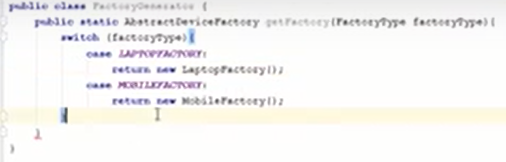 public class FactoryGenerator {
public static AbstractDeviceFactory getFactory(FactoryType factoryType){
switch (factoryType){
case LAPTOPFACTORY:
return new LaptopFactory();
case MOBILEFACTORY:
return new MobileFactory();
}
}
}